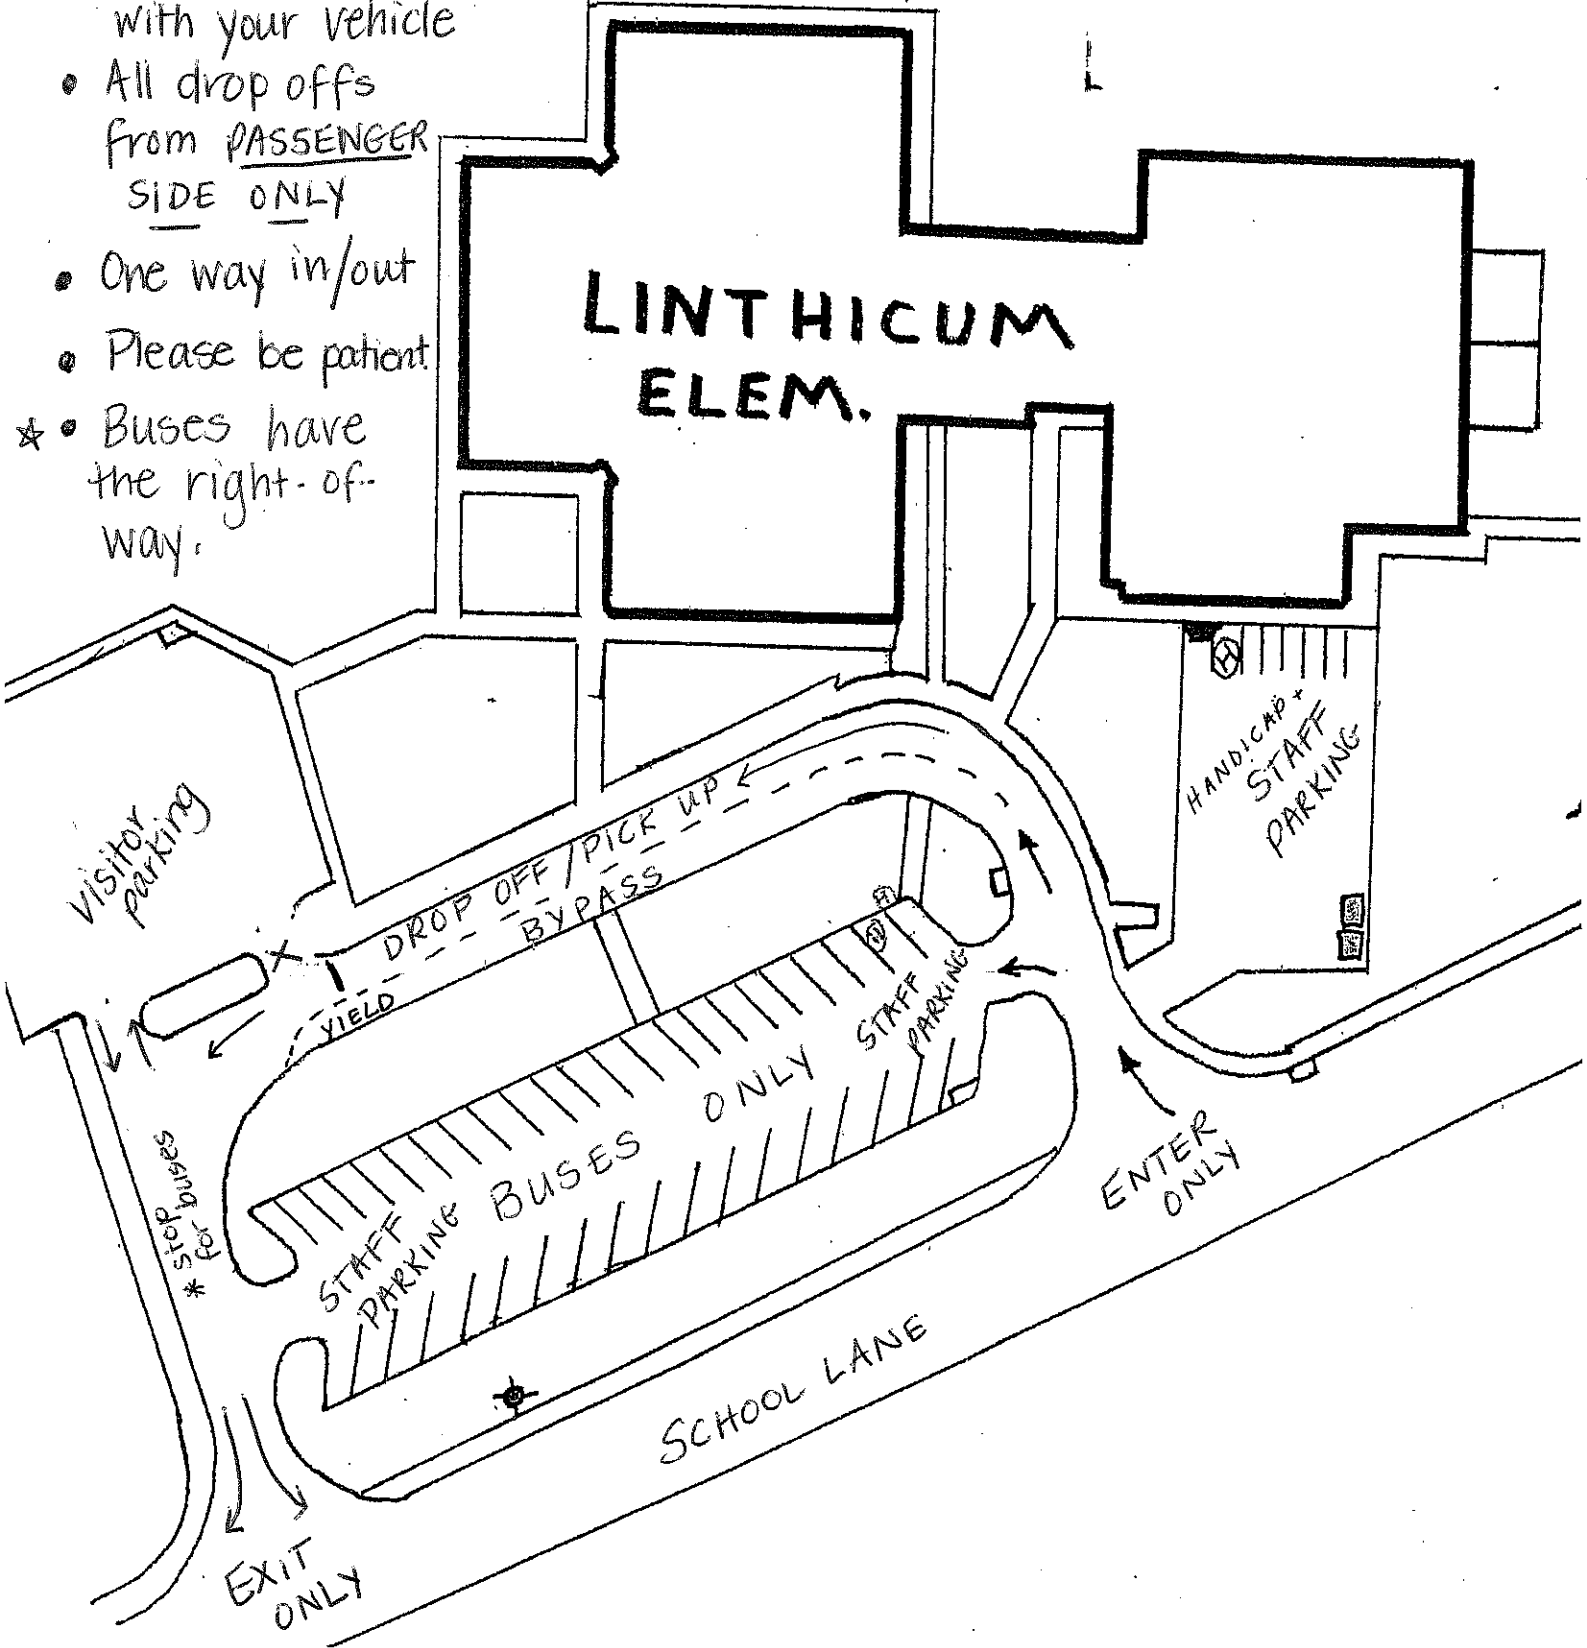 with your vehicle
• All drop offs
from PASSENGER
SIDE ONLY
• One way in/out
• Please be patient
☆ • Buses have
the right-of-
way.
LINTHICUM
ELEM.
H
HANDICAP +
STAFF
PARKING
visitor
parking
DROP OFF / PICK UP
BYPASS
YIELD
X
H
H
STAFF
PARKING
BUSES ONLY
STAFF
PARKING
* stop
for buses
ENTER
ONLY
SCHOOL LANE
EXIT
ONLY